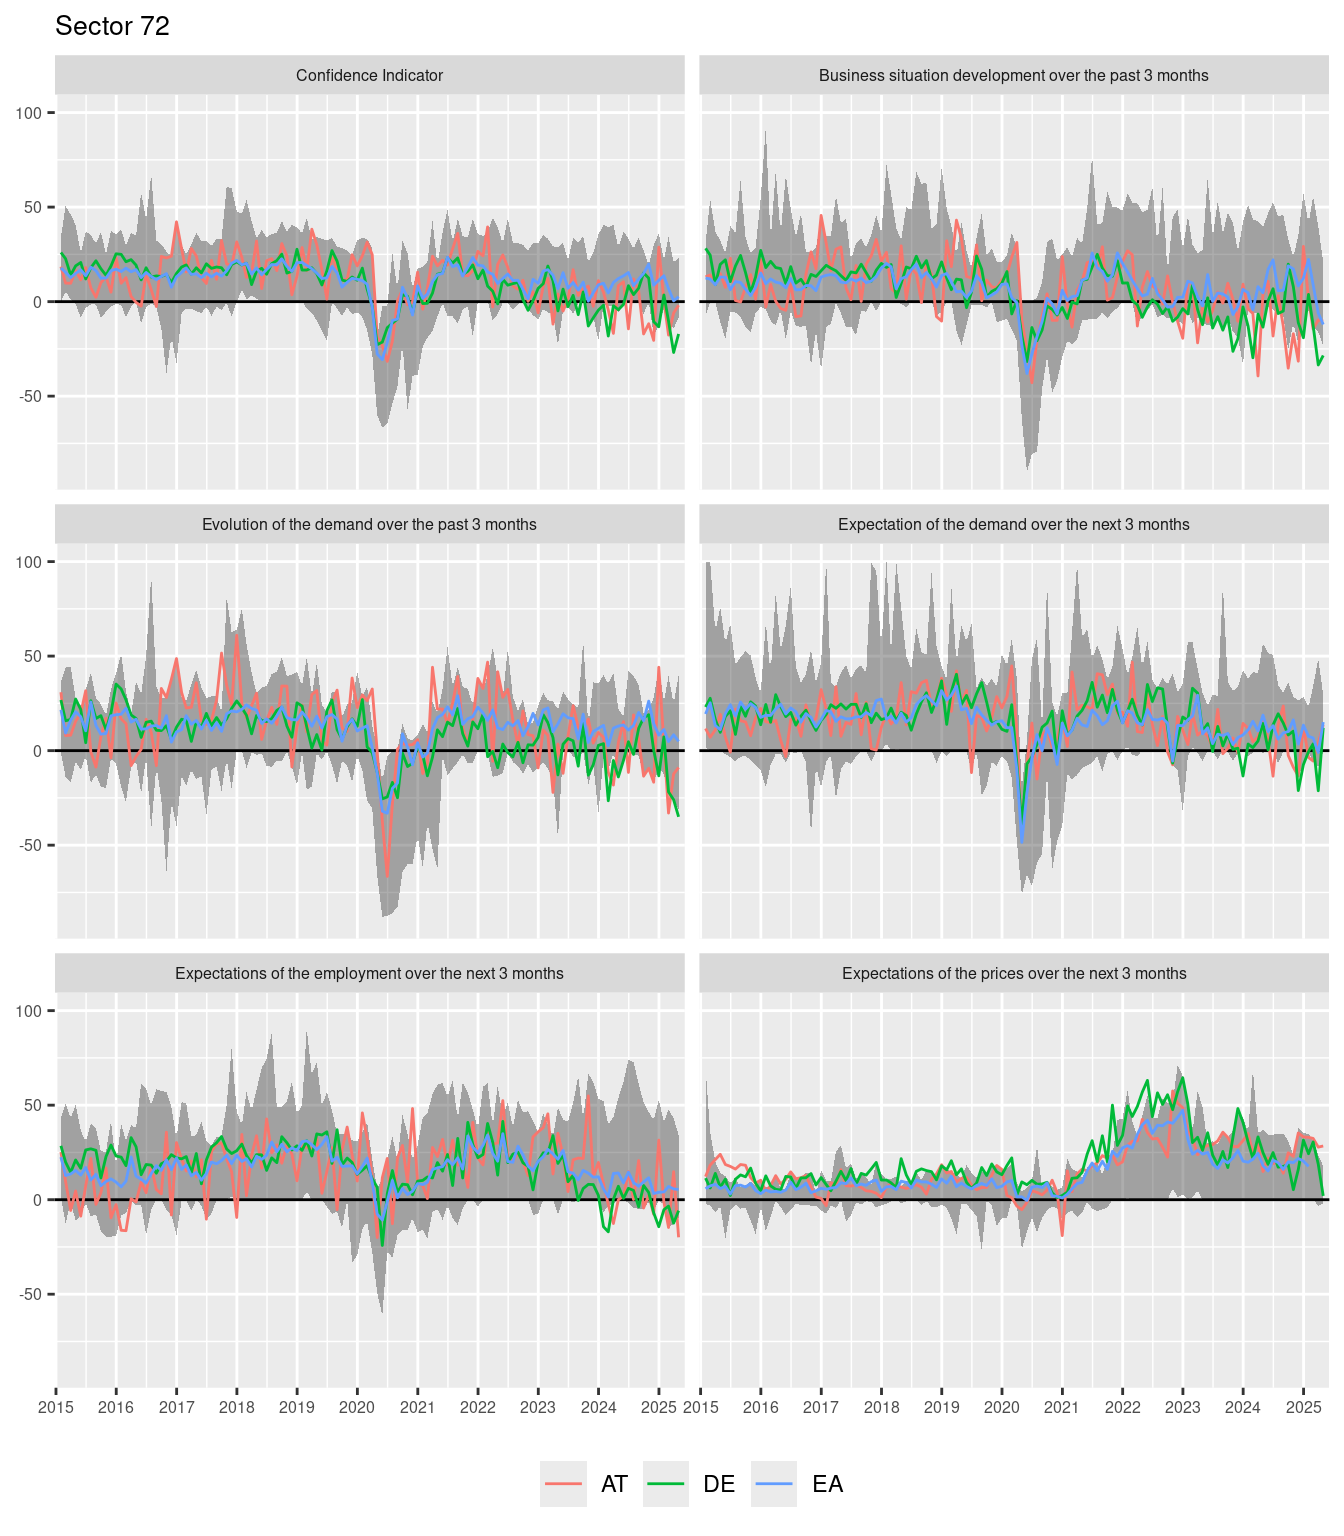 Sector 72
Confidence Indicator
Business situation development over the past 3 months
100
50
0
-50
Evolution of the demand over the past 3 months
Expectation of the demand over the next 3 months
100
50
0
-50
Expectations of the employment over the next 3 months
Expectations of the prices over the next 3 months
100
50
0
-50
2015 2016 2017 2018 2019 2020 2021 2022 2023 2024 2025 2015 2016 2017 2018 2019 2020 2021 2022 2023 2024 2025
AT DE EA